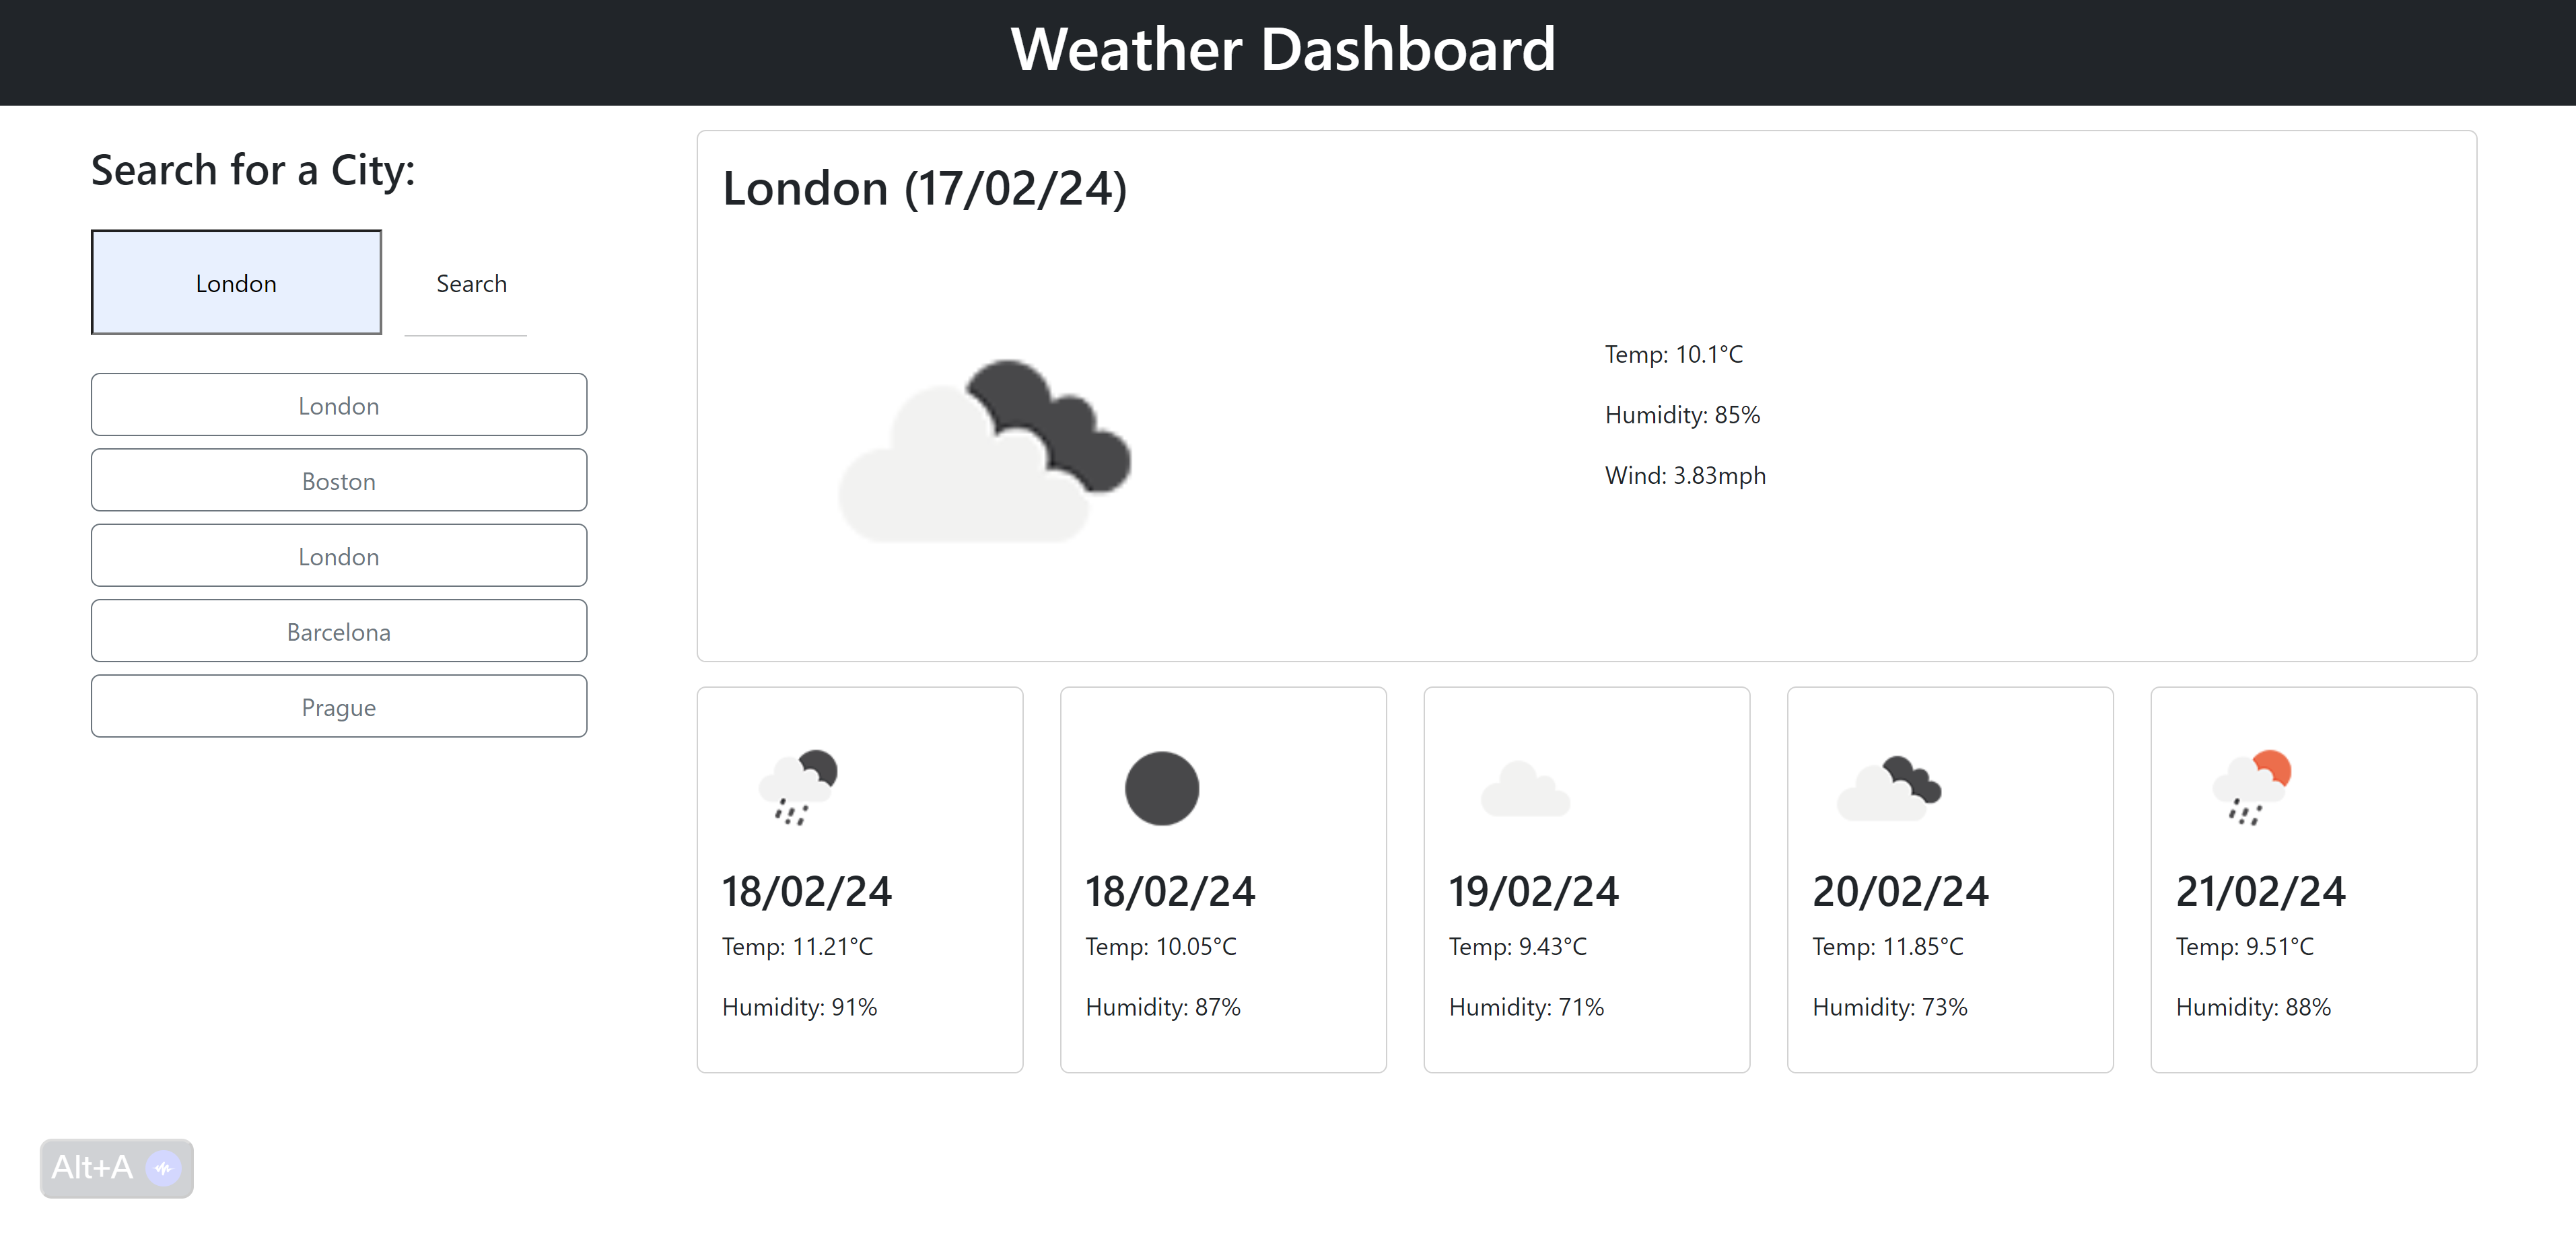 Weather Dashboard
Search for a City:
London
Search
London
Boston
London
Barcelona
Prague
London (17/02/24)
Temp: 10.1°C
Humidity: 85%
Wind: 3.83mph
18/02/24
Temp: 11.21°C
Humidity: 91%
18/02/24
Temp: 10.05°C
Humidity: 87%
19/02/24
Temp: 9.43°C
Humidity: 71%
20/02/24
Temp: 11.85°C
Humidity: 73%
21/02/24
Temp: 9.51°C
Humidity: 88%
Alt+A